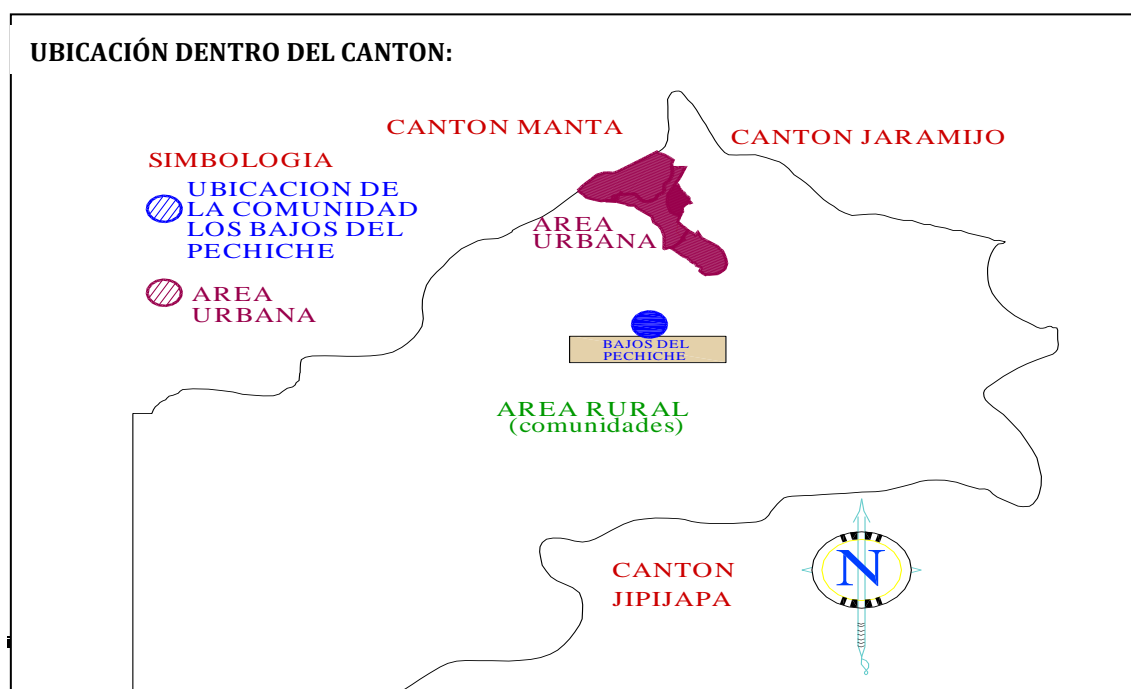 UBICACIÓN DENTRO DEL CANTON:
CANTON MANTA
CANTON JARAMIJO
SIMBOLOGIA
UBICACION DE
LA COMUNIDAD
LOS BAJOS DEL
PECHICHE
AREA
URBANA
AREA
URBANA
BAJOS DEL
PECHICHE
AREA RURAL
(comunidades)
CANTON
JIPIJAPA
N